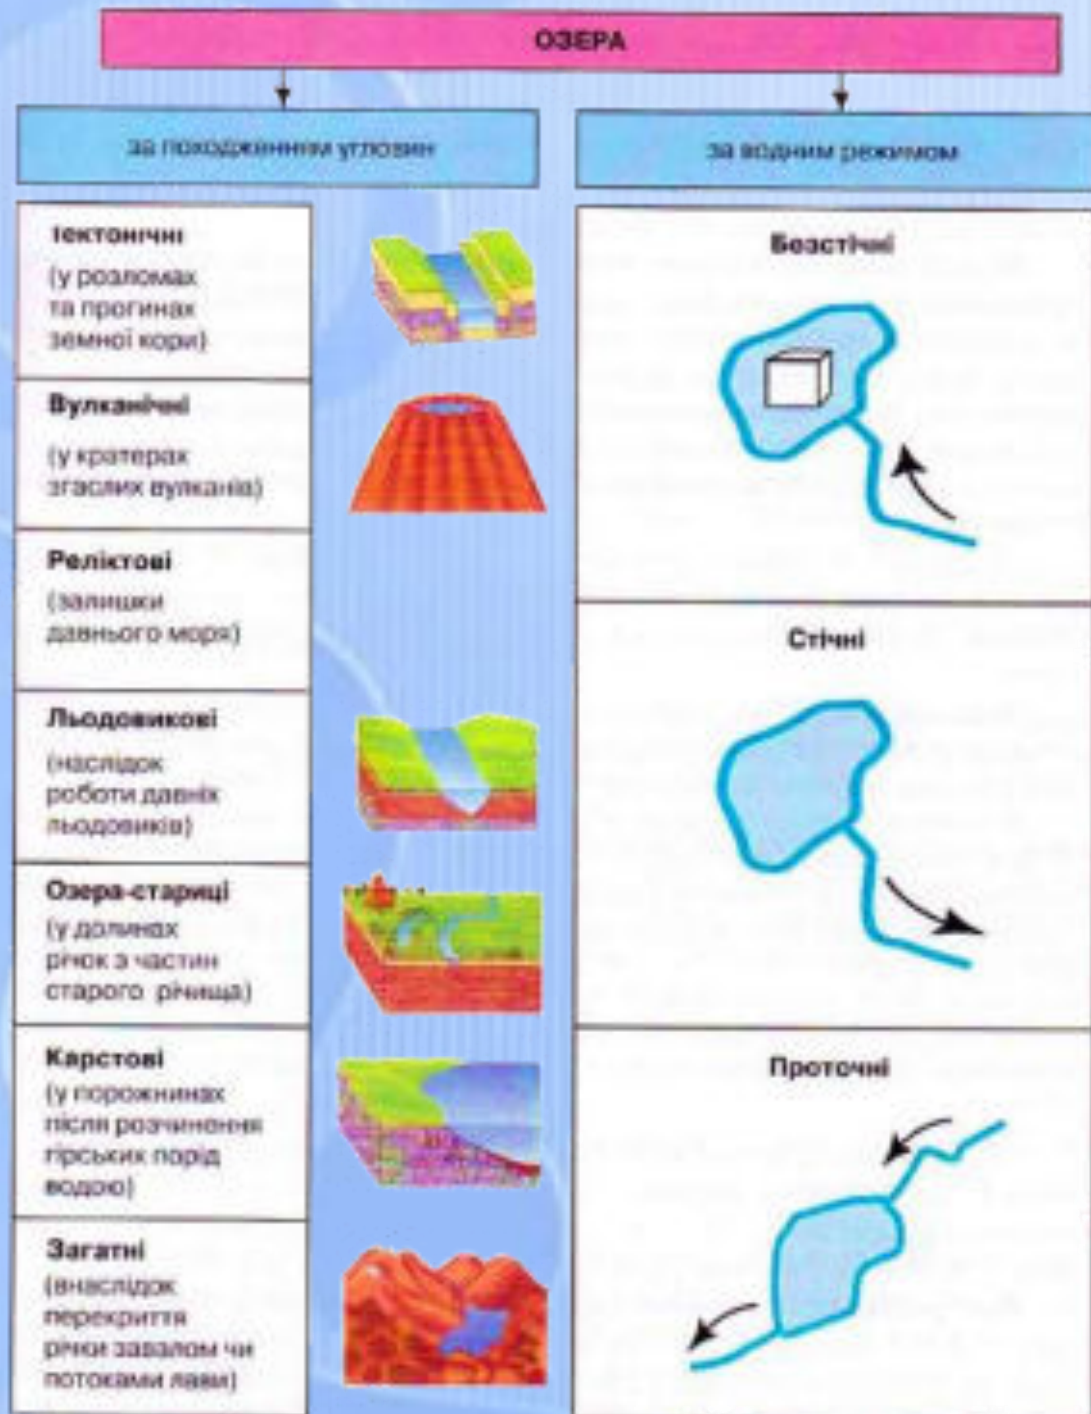 ОЗЕРА
за походженням угловин
Тектонічні
(у розломах
та прогинах
земної кори)
Вулканічні
(у кратерах
згаслих вулканів)
Реліктові
(залишки
давнього моря)
Льодовикові
(наслідок
роботи давніх
льодовиків)
Озера-стариці
(у долинах
річок з частин
старого річища)
Карстові
(у порожнинах
після розчинення
гірських порід
водою)
Загатні
(внаслідок
перекриття
річки завалом чи
потоками лави)
за водним режимом
Безстічні
Стічні
Проточні